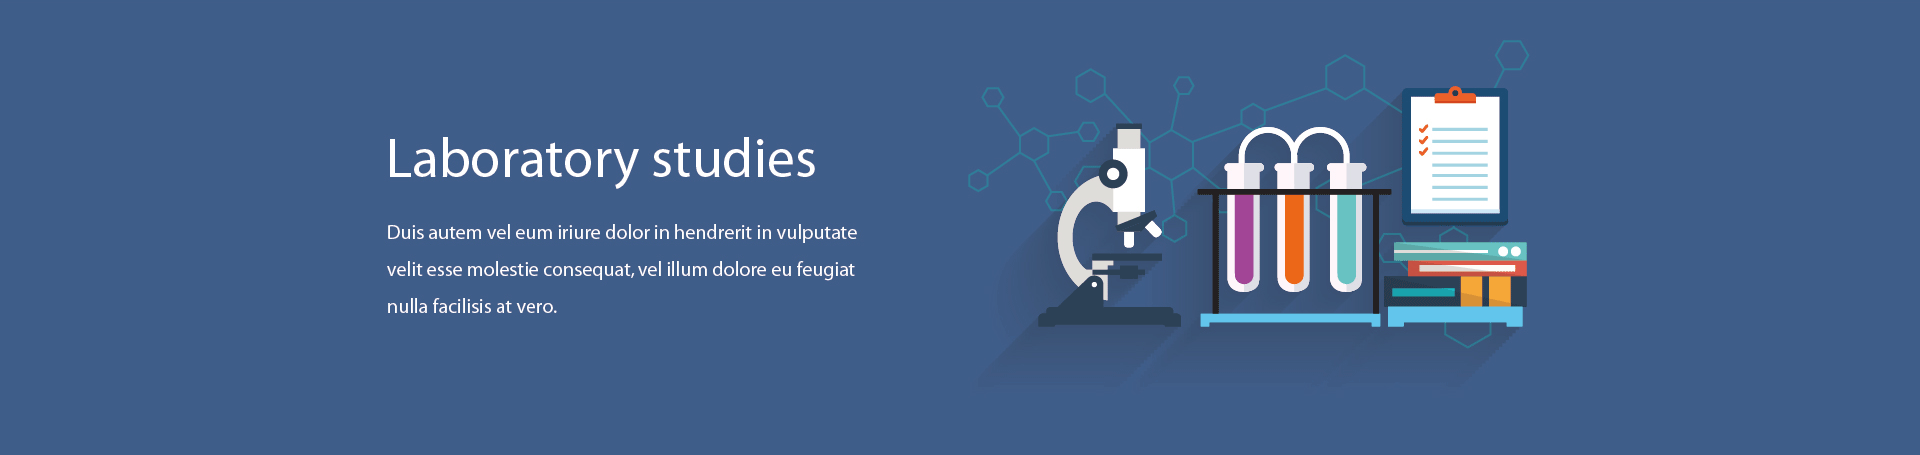 Laboratory studies
Duis autem vel eum iriure dolor in hendrerit in vulputate
velit esse molestie consequat, vel illum dolore eu feugiat
nulla facilisis at vero.